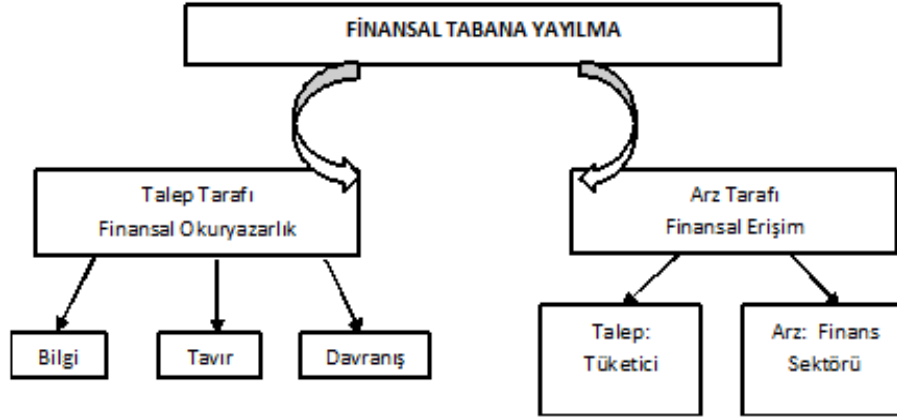 FİNANSAL TABANA YAYILMA
Talep Tarafı
Finansal Okuryazarlık
Arz Tarafı
Finansal Erişim
Bilgi
Tavır
Davranış
Talep:
Tüketici
Arz: Finans
Sektörü